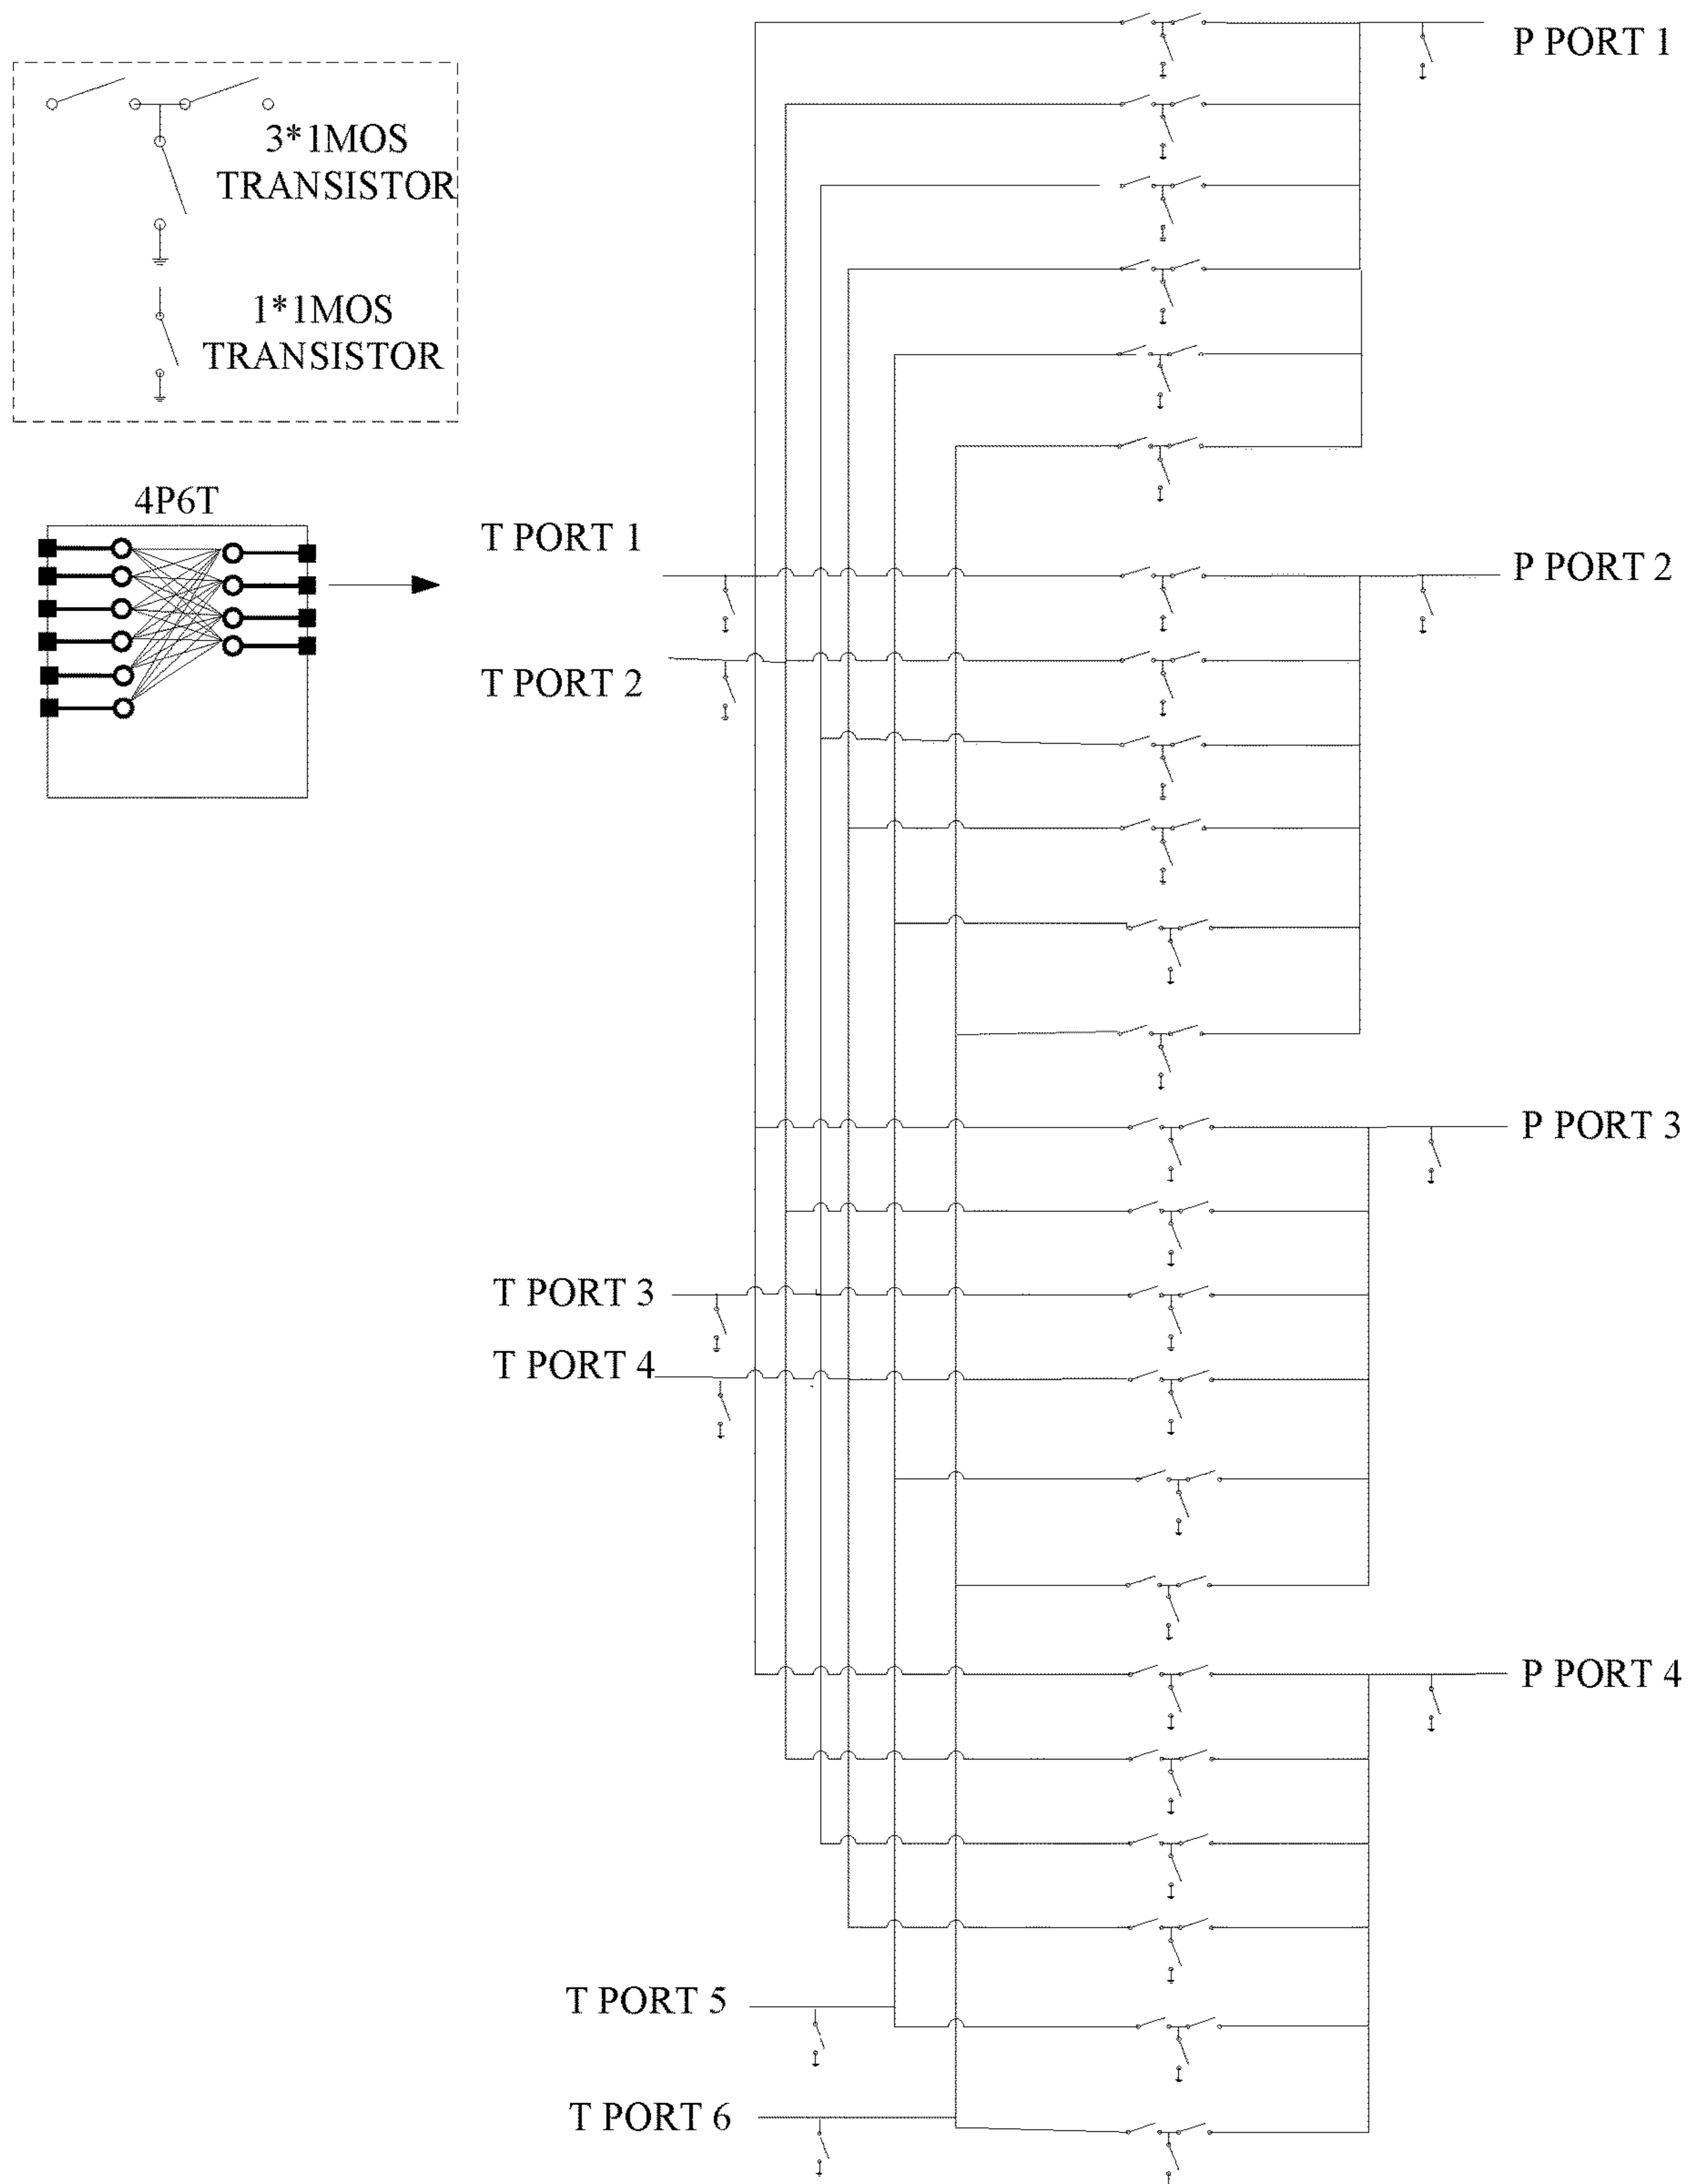 P PORT 1
3*1MOS
TRANSISTOR
1*1MOS
TRANSISTOR
4P6T
T PORT 1
P PORT 2
T PORT 2
P PORT 3
T PORT 3
T PORT 4
P PORT 4
T PORT 5
T PORT 6